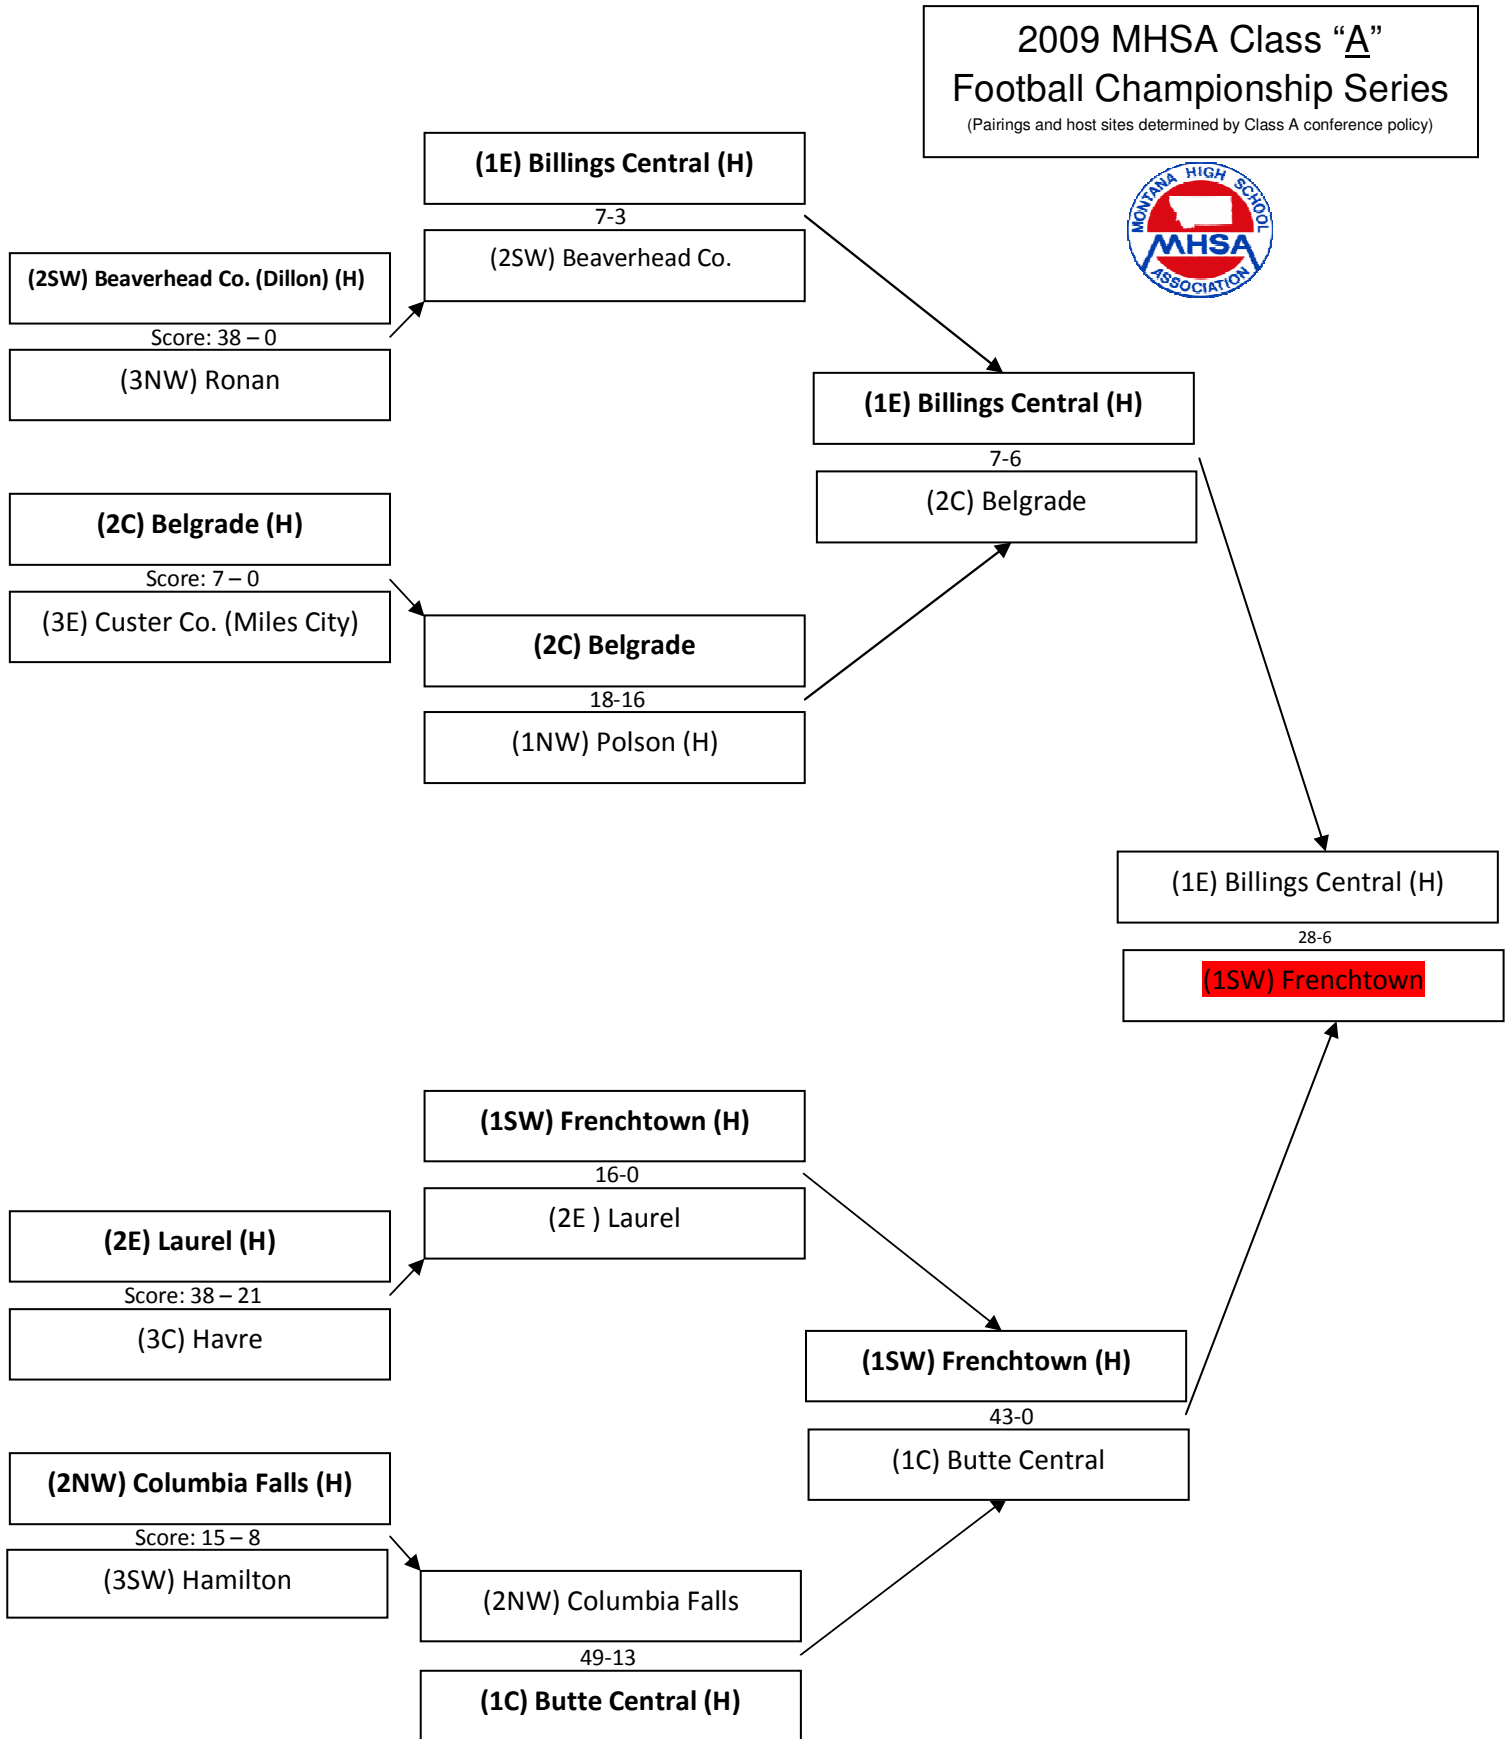 2009 MHSA Class “A”
Football Championship Series
(Pairings and host sites determined by Class A conference policy)
MONTANA HIGH SCHOOL
MHSA
ASSOCIATION
(1E) Billings Central (H)
7-3
(2SW) Beaverhead Co.
(2SW) Beaverhead Co. (Dillon) (H)
Score: 38 – 0
(3NW) Ronan
(1E) Billings Central (H)
7-6
(2C) Belgrade
(2C) Belgrade (H)
Score: 7 – 0
(3E) Custer Co. (Miles City)
(2C) Belgrade
18-16
(1NW) Polson (H)
(1E) Billings Central (H)
28-6
(1SW) Frenchtown
(1SW) Frenchtown (H)
16-0
(2E ) Laurel
(2E) Laurel (H)
Score: 38 – 21
(3C) Havre
(1SW) Frenchtown (H)
43-0
(1C) Butte Central
(2NW) Columbia Falls (H)
Score: 15 – 8
(3SW) Hamilton
(2NW) Columbia Falls
49-13
(1C) Butte Central (H)